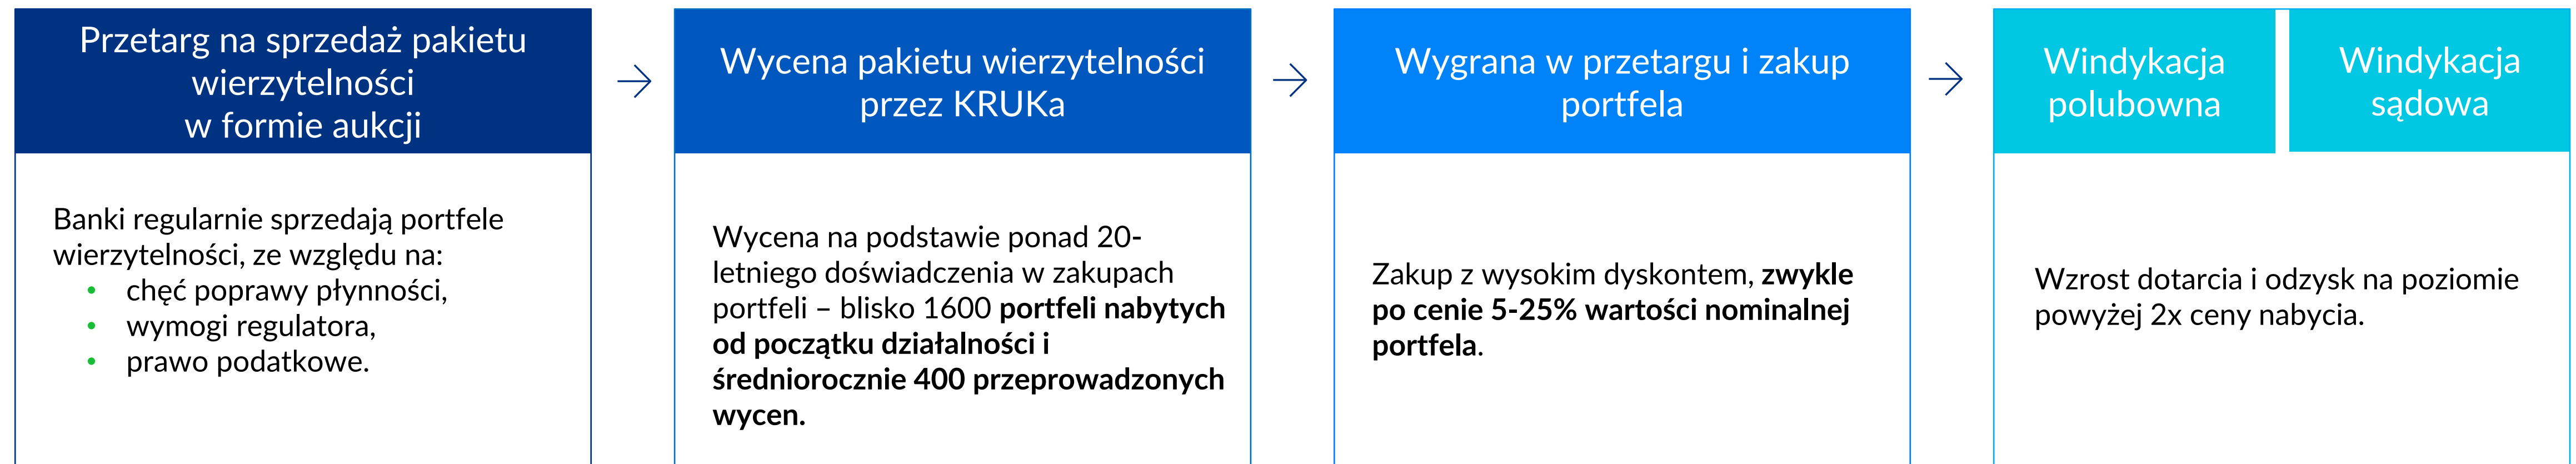 Przetarg na sprzedaż pakietu
wierzytelności
w formie aukcji
Banki regularnie sprzedają portfele
wierzytelności, ze względu na:
• chęć poprawy płynności,
• wymogi regulatora,
• prawo podatkowe.
Wycena pakietu wierzytelności
przez KRUKa
Wycena na podstawie ponad 20-
letniego doświadczenia w zakupach
portfeli – blisko 1600 portfeli nabytych
od początku działalności i
średniorocznie 400 przeprowadzonych
wycen.
Wygrana w przetargu i zakup
portfela
Zakup z wysokim dyskontem, zwykle
po cenie 5-25% wartości nominalnej
portfela.
Windykacja
polubowna
Windykacja
sądowa
Wzrost dotarcia i odzysk na poziomie
powyżej 2x ceny nabycia.